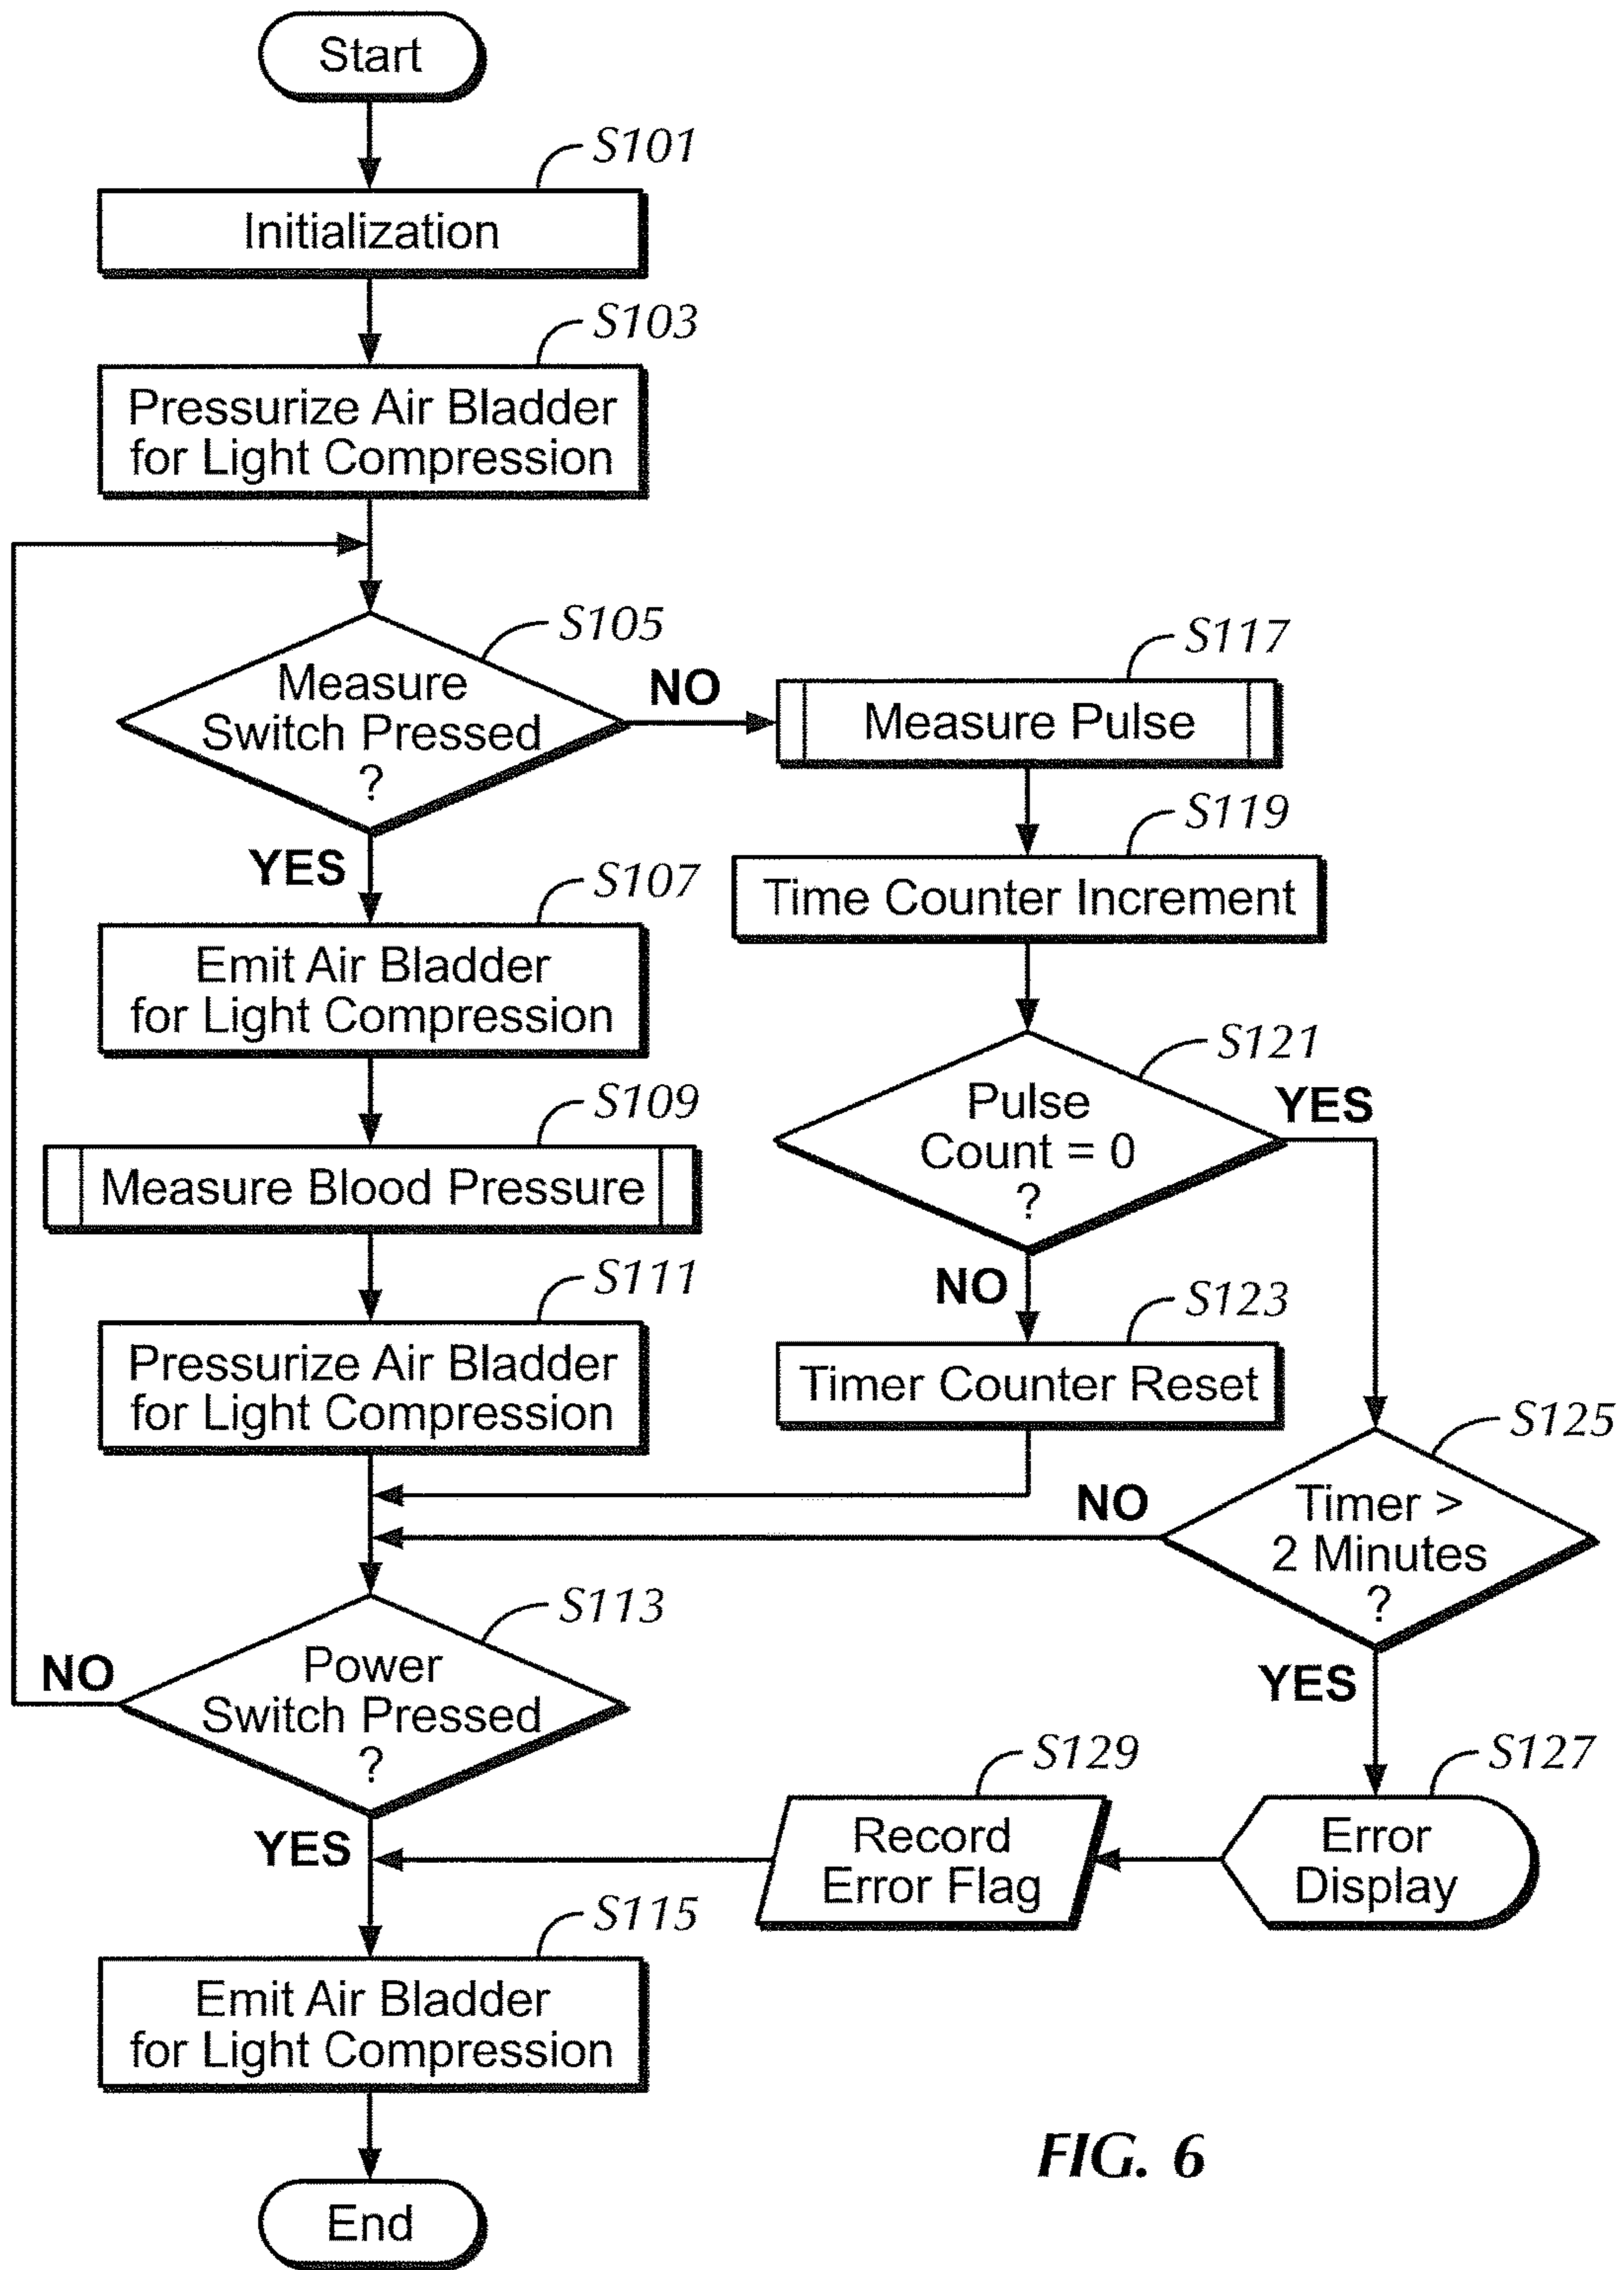 Start
S101
Initialization
S103
Pressurize Air Bladder
for Light Compression
S105
Measure
Switch Pressed
?
NO
YES
S117
Measure Pulse
S119
Time Counter Increment
S107
Emit Air Bladder
for Light Compression
S121
Pulse
Count = 0
?
YES
NO
S109
Measure Blood Pressure
S111
Pressurize Air Bladder
for Light Compression
S123
Timer Counter Reset
S125
Timer >
2 Minutes
?
NO
YES
S113
Power
Switch Pressed
?
NO
YES
S129
Record
Error Flag
S127
Error
Display
S115
Emit Air Bladder
for Light Compression
End
FIG. 6